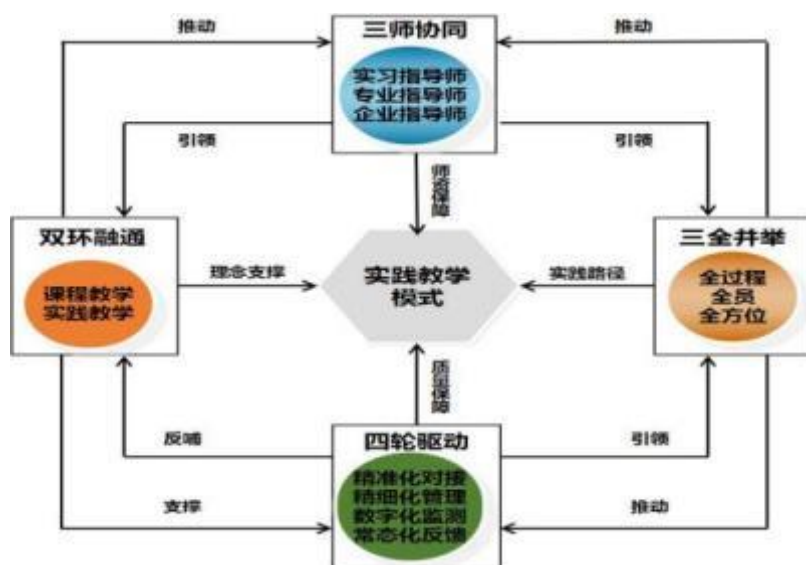 推动
三师协同
推动
实习指导师
专业指导师
企业指导师
引领
引领
师资保障
双环融通
三全并举
理念支撑
实践教学
模式
实践路径
课程教学
实践教学
全过程
全员
全方位
质量保障
反哺
四轮驱动
引领
精准化对接
精细化管理
数字化监测
常态化反馈
支撑
推动